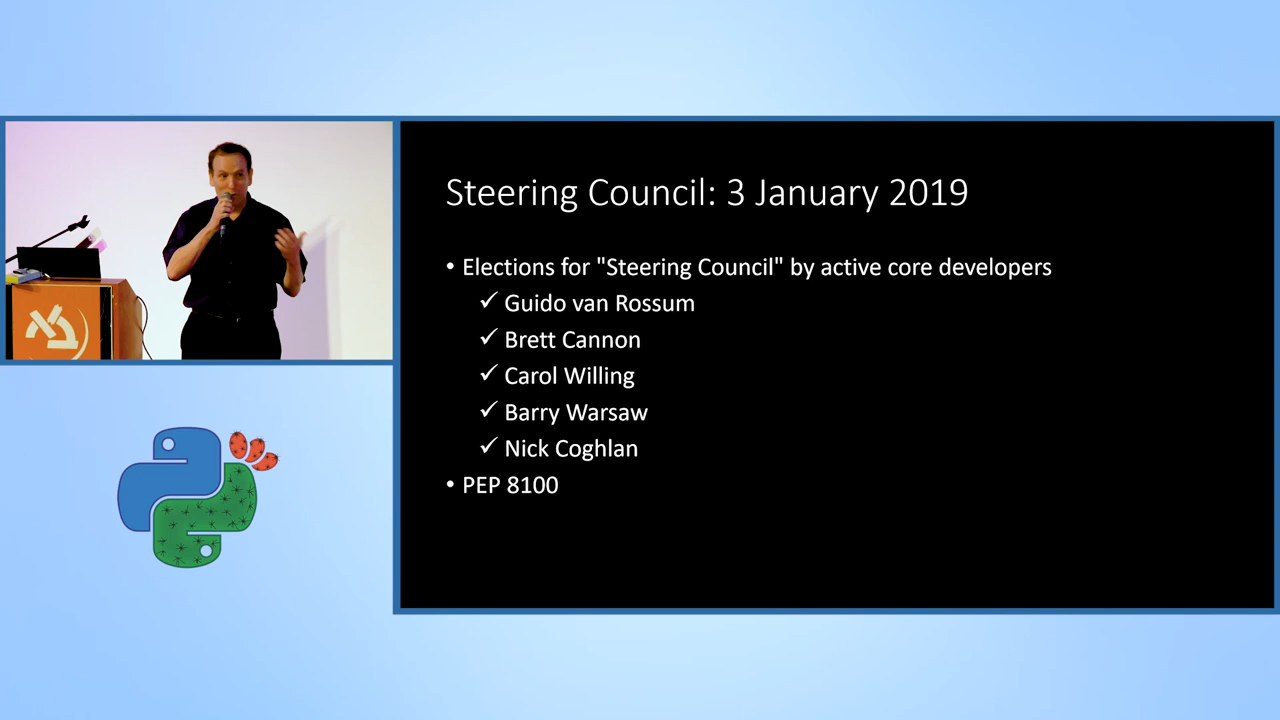 Steering Council: 3 January 2019
• Elections for "Steering Council" by active core developers
✓ Guido van Rossum
✓ Brett Cannon
✓ Carol Willing
✓ Barry Warsaw
✓ Nick Coghlan
• PEP 8100